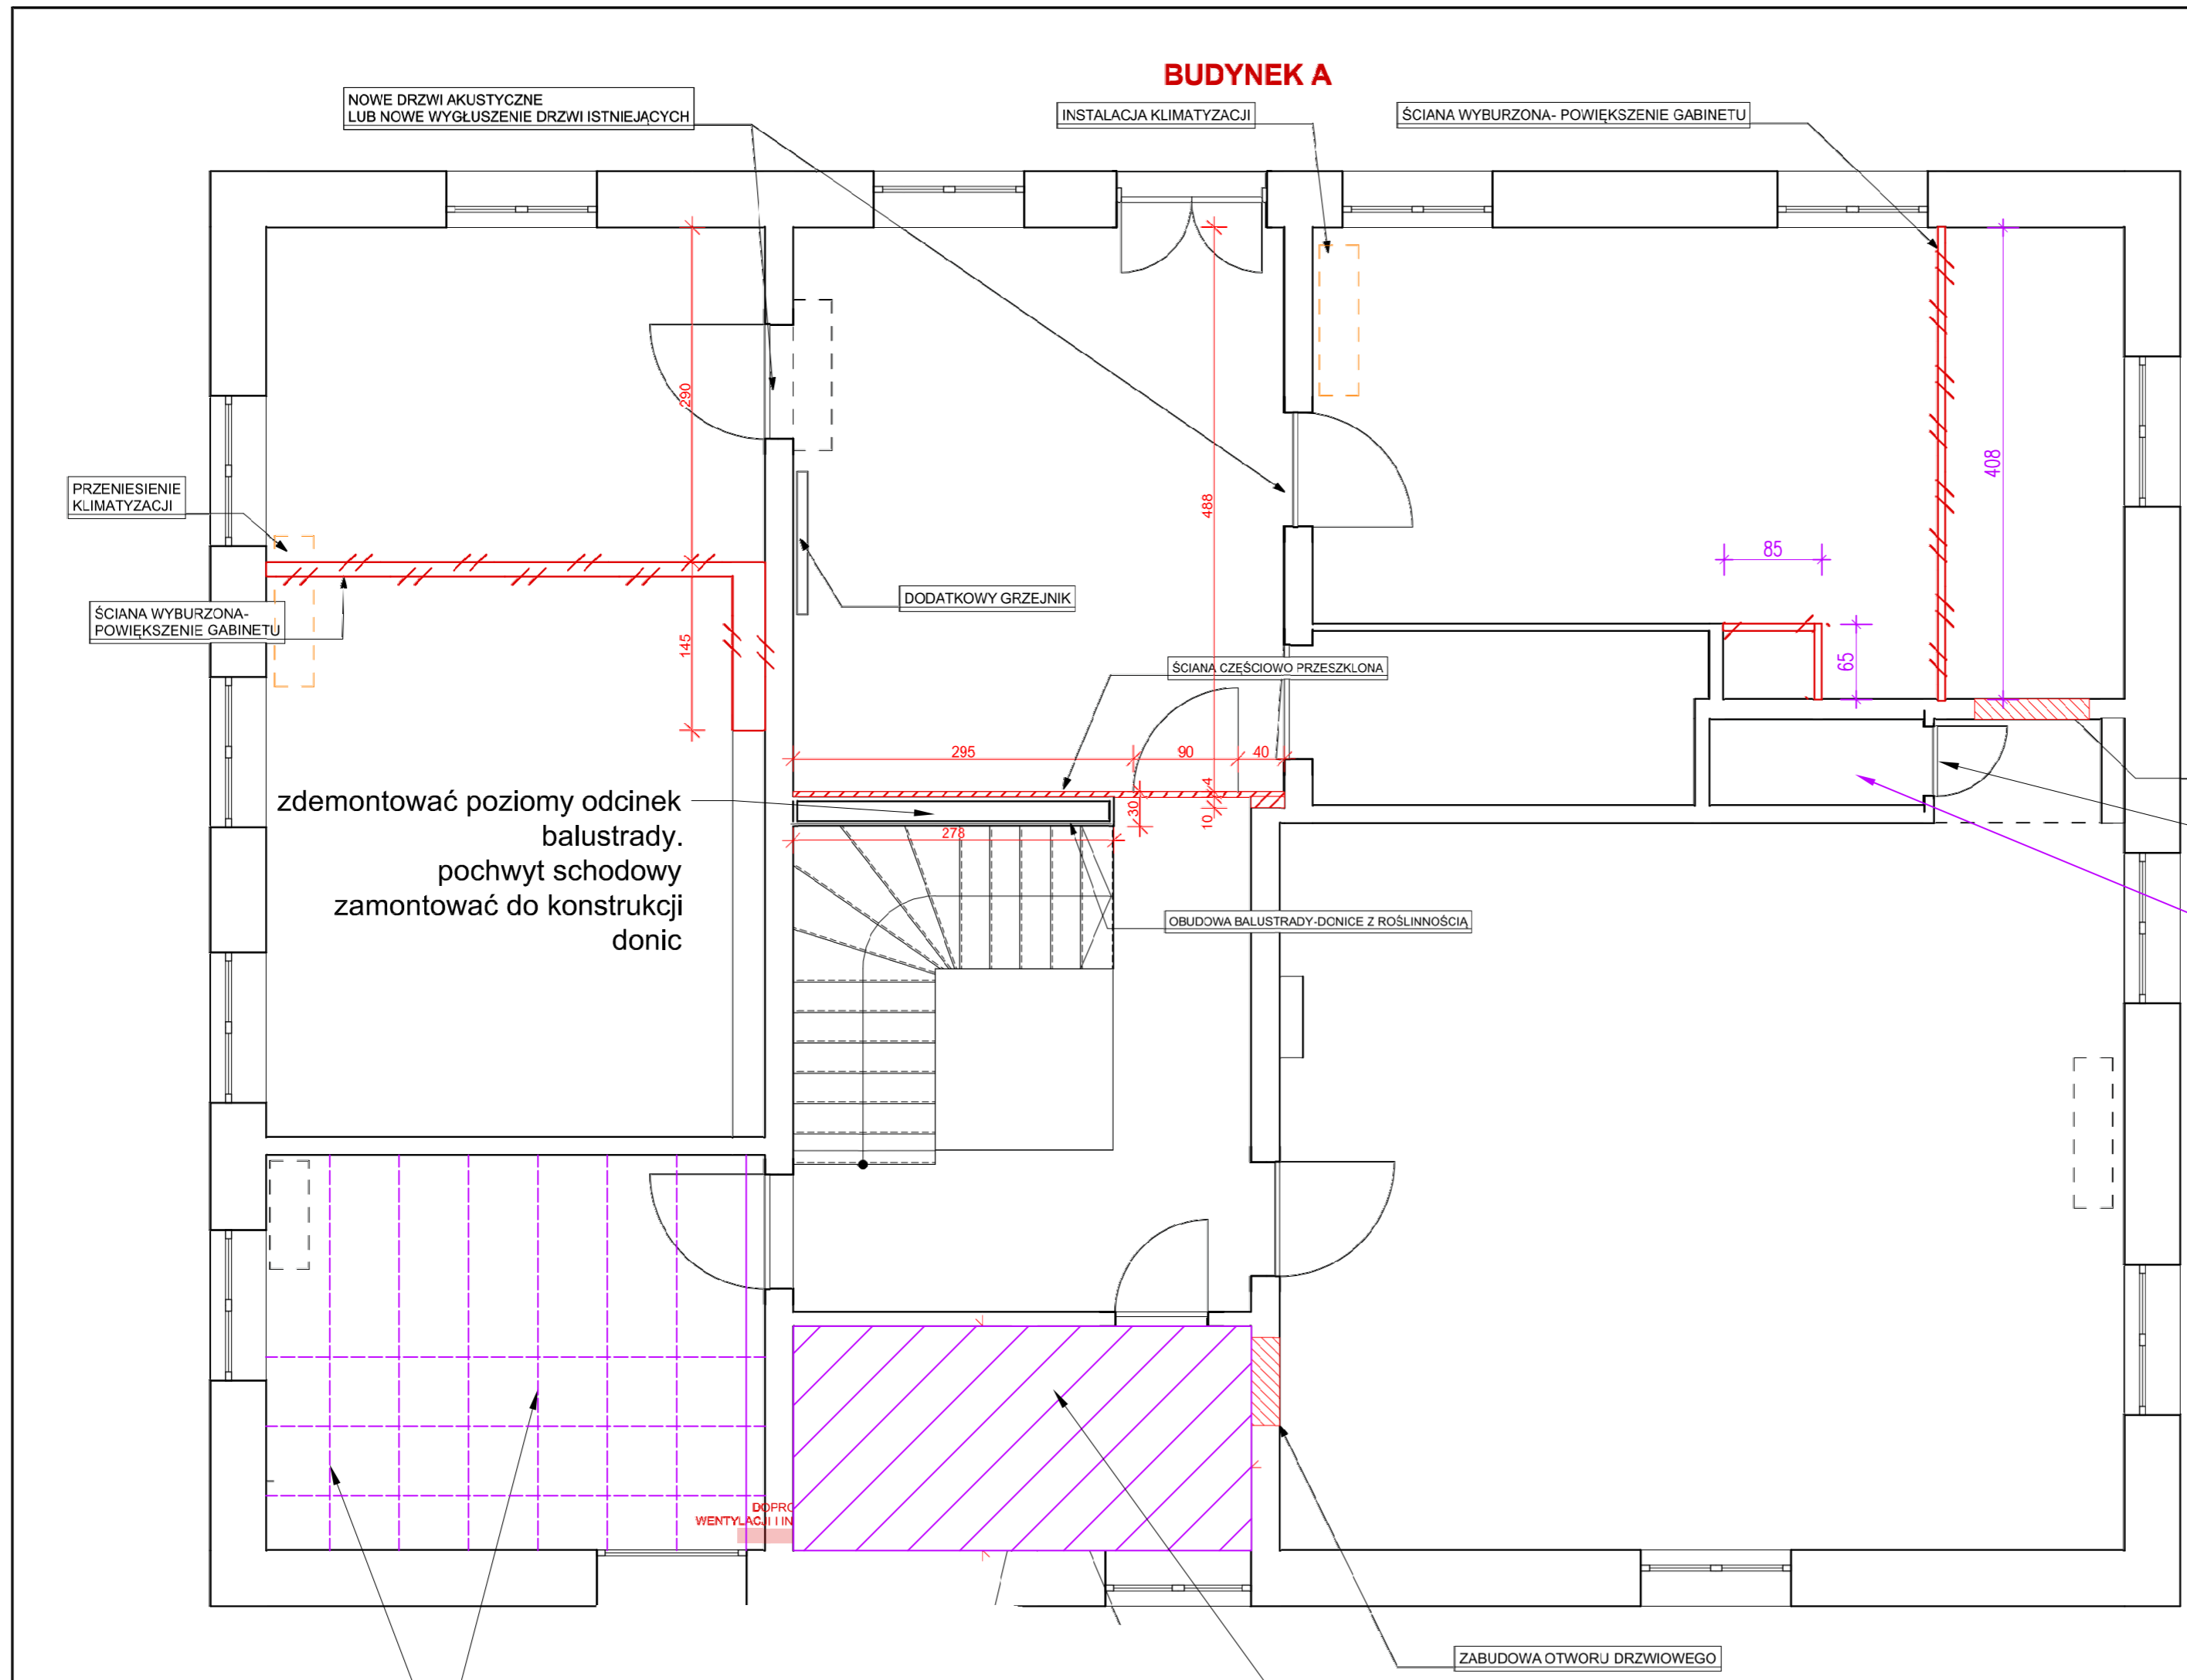 BUDYNEK A
NOWE DRZWI AKUSTYCZNE
LUB NOWE WYGŁUSZENIE DRZWI ISTNIEJĄCYCH
INSTALACJA KLIMATYZACJI
ŚCIANA WYBURZONA- POWIĘKSZENIE GABINETU
290
408
PRZENIESIENIE
KLIMATYZACJI
488
85
DODATKOWY GRZEJNIK
ŚCIANA WYBURZONA-
POWIĘKSZENIE GABINETU
145
65
ŚCIANA CZĘŚCIOWO PRZESZKLONA
295
90
40
4
30
10
278
zdemontować poziomy odcinek
balustrady.
pochwyt schodowy
zamontować do konstrukcji
donic
OBUDOWA BALUSTRADY-DONICE Z ROŚLINNOŚCIĄ
WENTYLACJI I IN
ZABUDOWA OTWORU DRZWIOWEGO